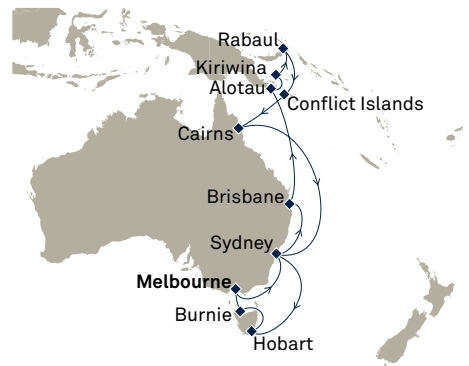 Rabaul
Kiriwina
Alotau
Conflict Islands
Cairns
Brisbane
Sydney
Melbourne
Burnie
Hobart